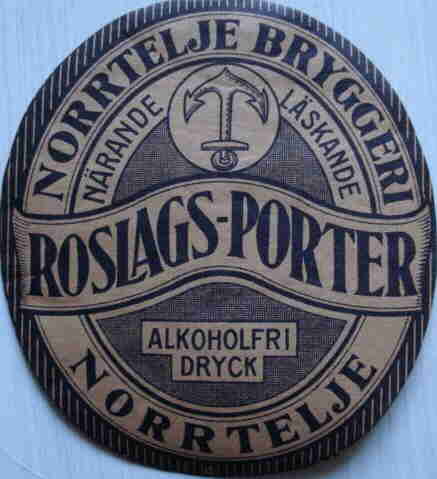 NORRTELJE BRYGGERI
NÄRANDE LÄSKANDE
ROSLAGS-PORTER
ALKOHOLFRI
DRYCK
NORRTELJE